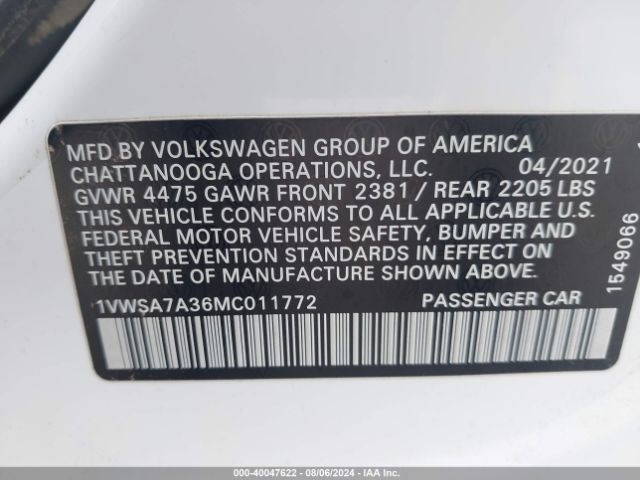 MFD BY VOLKSWAGEN GROUP OF AMERICA
CHATTANOOGA OPERATIONS, LLC. 04/2021
GVWR 4475 GAWR FRONT 2381 / REAR 2205 LBS
THIS VEHICLE CONFORMS TO ALL APPLICABLE U.S.
FEDERAL MOTOR VEHICLE SAFETY, BUMPER AND
THEFT PREVENTION STANDARDS IN EFFECT ON
THE DATE OF MANUFACTURE SHOWN ABOVE.
1VWSA7A36MC011772 PASSENGER CAR
1549066
000-40047622 - 08/06/2024 - IAAI.COM